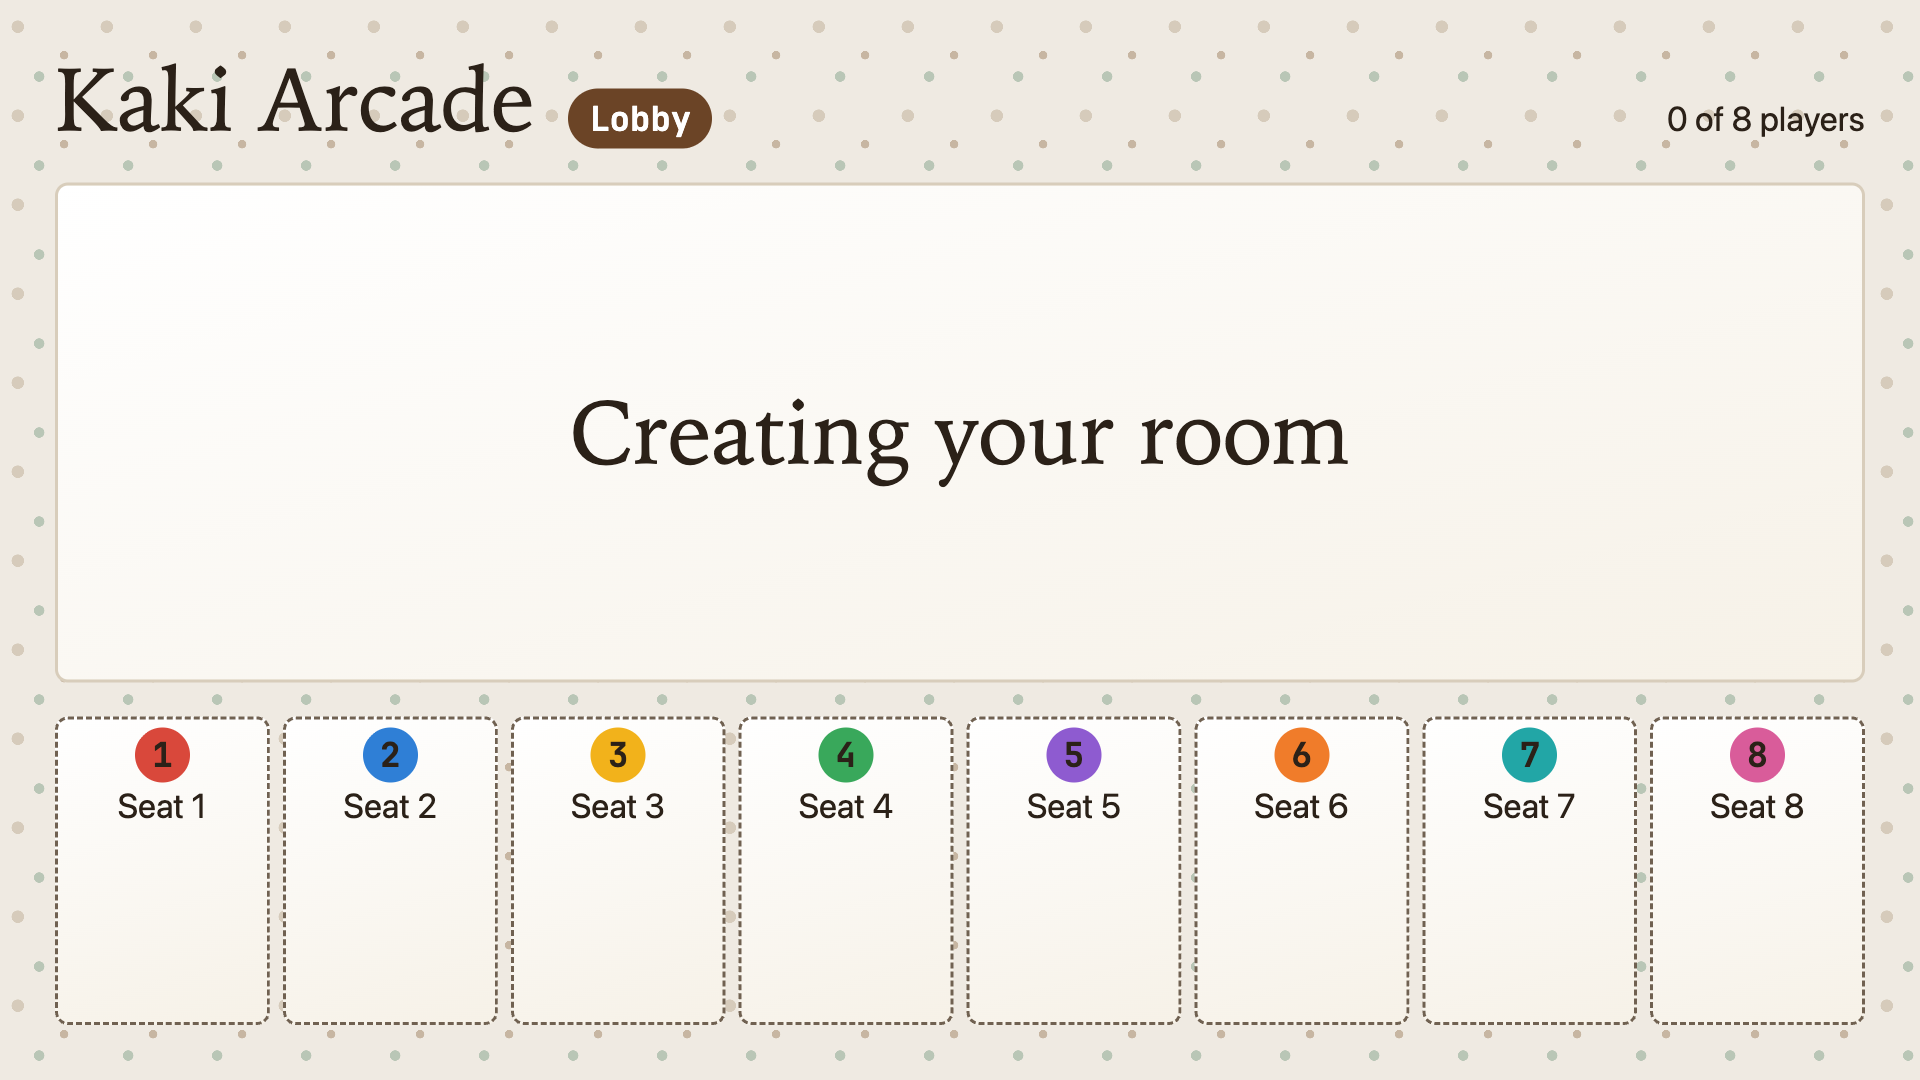 Kaki Arcade
Lobby
0 of 8 players
Creating your room
1
Seat 1
2
Seat 2
3
Seat 3
4
Seat 4
5
Seat 5
6
Seat 6
7
Seat 7
8
Seat 8